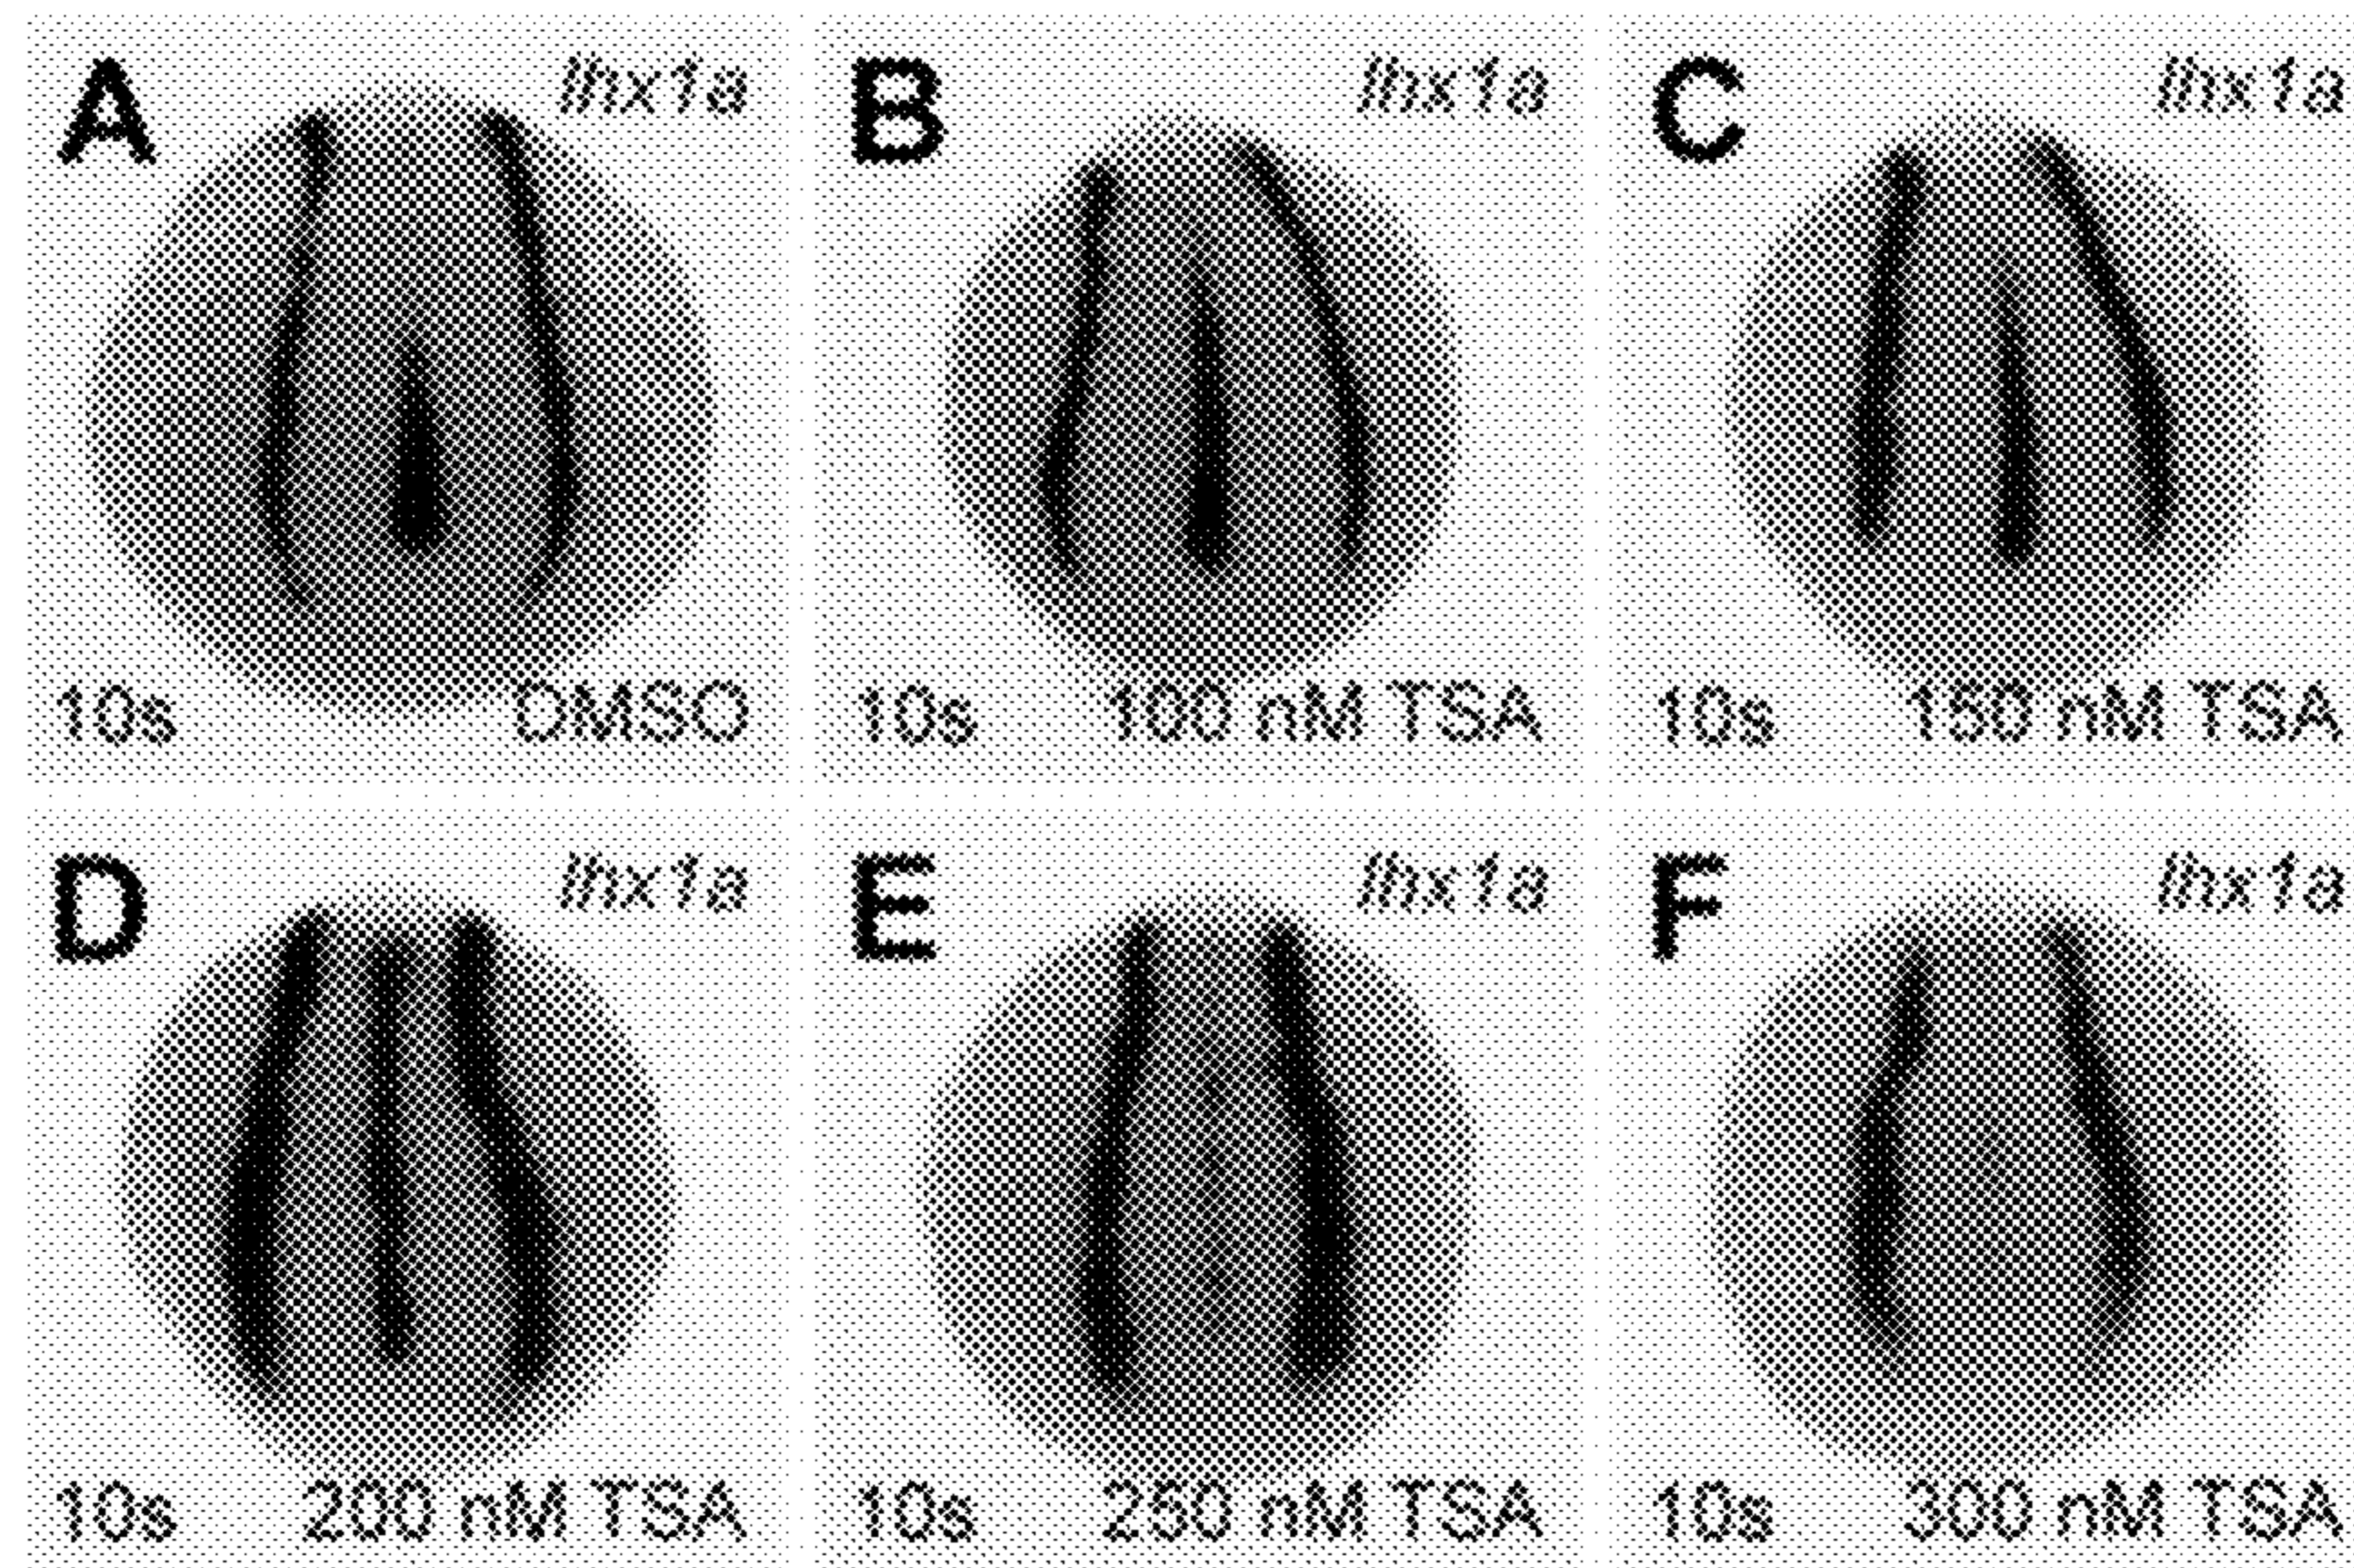 A lhx1a
10s DMSO
B lhx1a
10s 100 nM TSA
C lhx1a
10s 150 nM TSA
D lhx1a
10s 200 nM TSA
E lhx1a
10s 250 nM TSA
F lhx1a
10s 300 nM TSA